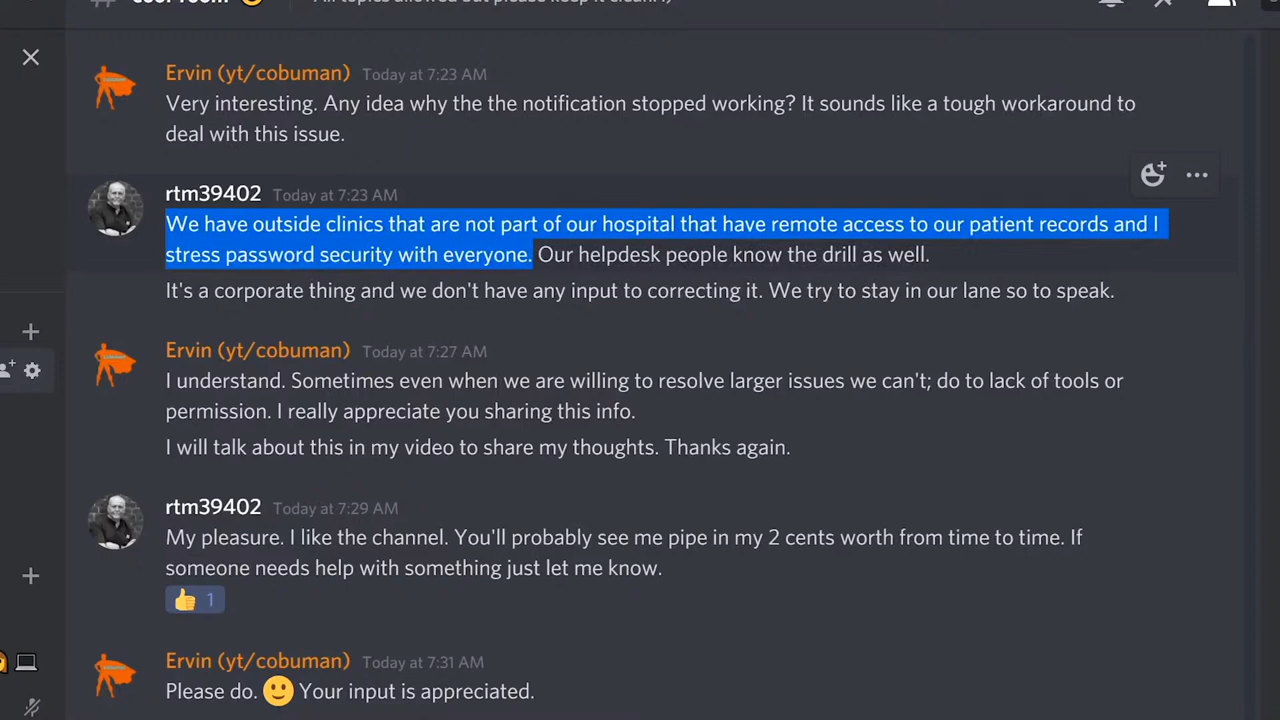 Ervin (yt/cobuman) Today at 7:23 AM
Very interesting. Any idea why the the notification stopped working? It sounds like a tough workaround to
deal with this issue.
rtm39402 Today at 7:23 AM
We have outside clinics that are not part of our hospital that have remote access to our patient records and I
stress password security with everyone. Our helpdesk people know the drill as well.
It's a corporate thing and we don't have any input to correcting it. We try to stay in our lane so to speak.
Ervin (yt/cobuman) Today at 7:27 AM
I understand. Sometimes even when we are willing to resolve larger issues we can't; do to lack of tools or
permission. I really appreciate you sharing this info.
I will talk about this in my video to share my thoughts. Thanks again.
rtm39402 Today at 7:29 AM
My pleasure. I like the channel. You'll probably see me pipe in my 2 cents worth from time to time. If
someone needs help with something just let me know.
👍 1
Ervin (yt/cobuman) Today at 7:31 AM
Please do. 🙂 Your input is appreciated.